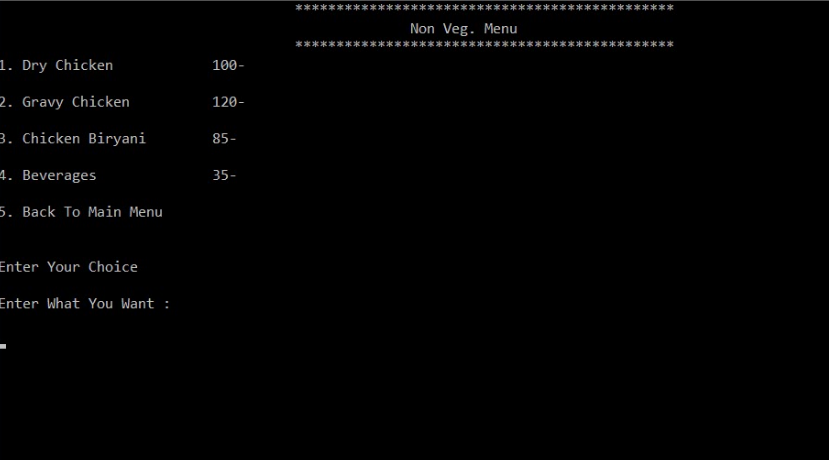 **********************************************
Non Veg. Menu
**********************************************
1. Dry Chicken 100-
2. Gravy Chicken 120-
3. Chicken Biryani 85-
4. Beverages 35-
5. Back To Main Menu
Enter Your Choice
Enter What You Want :